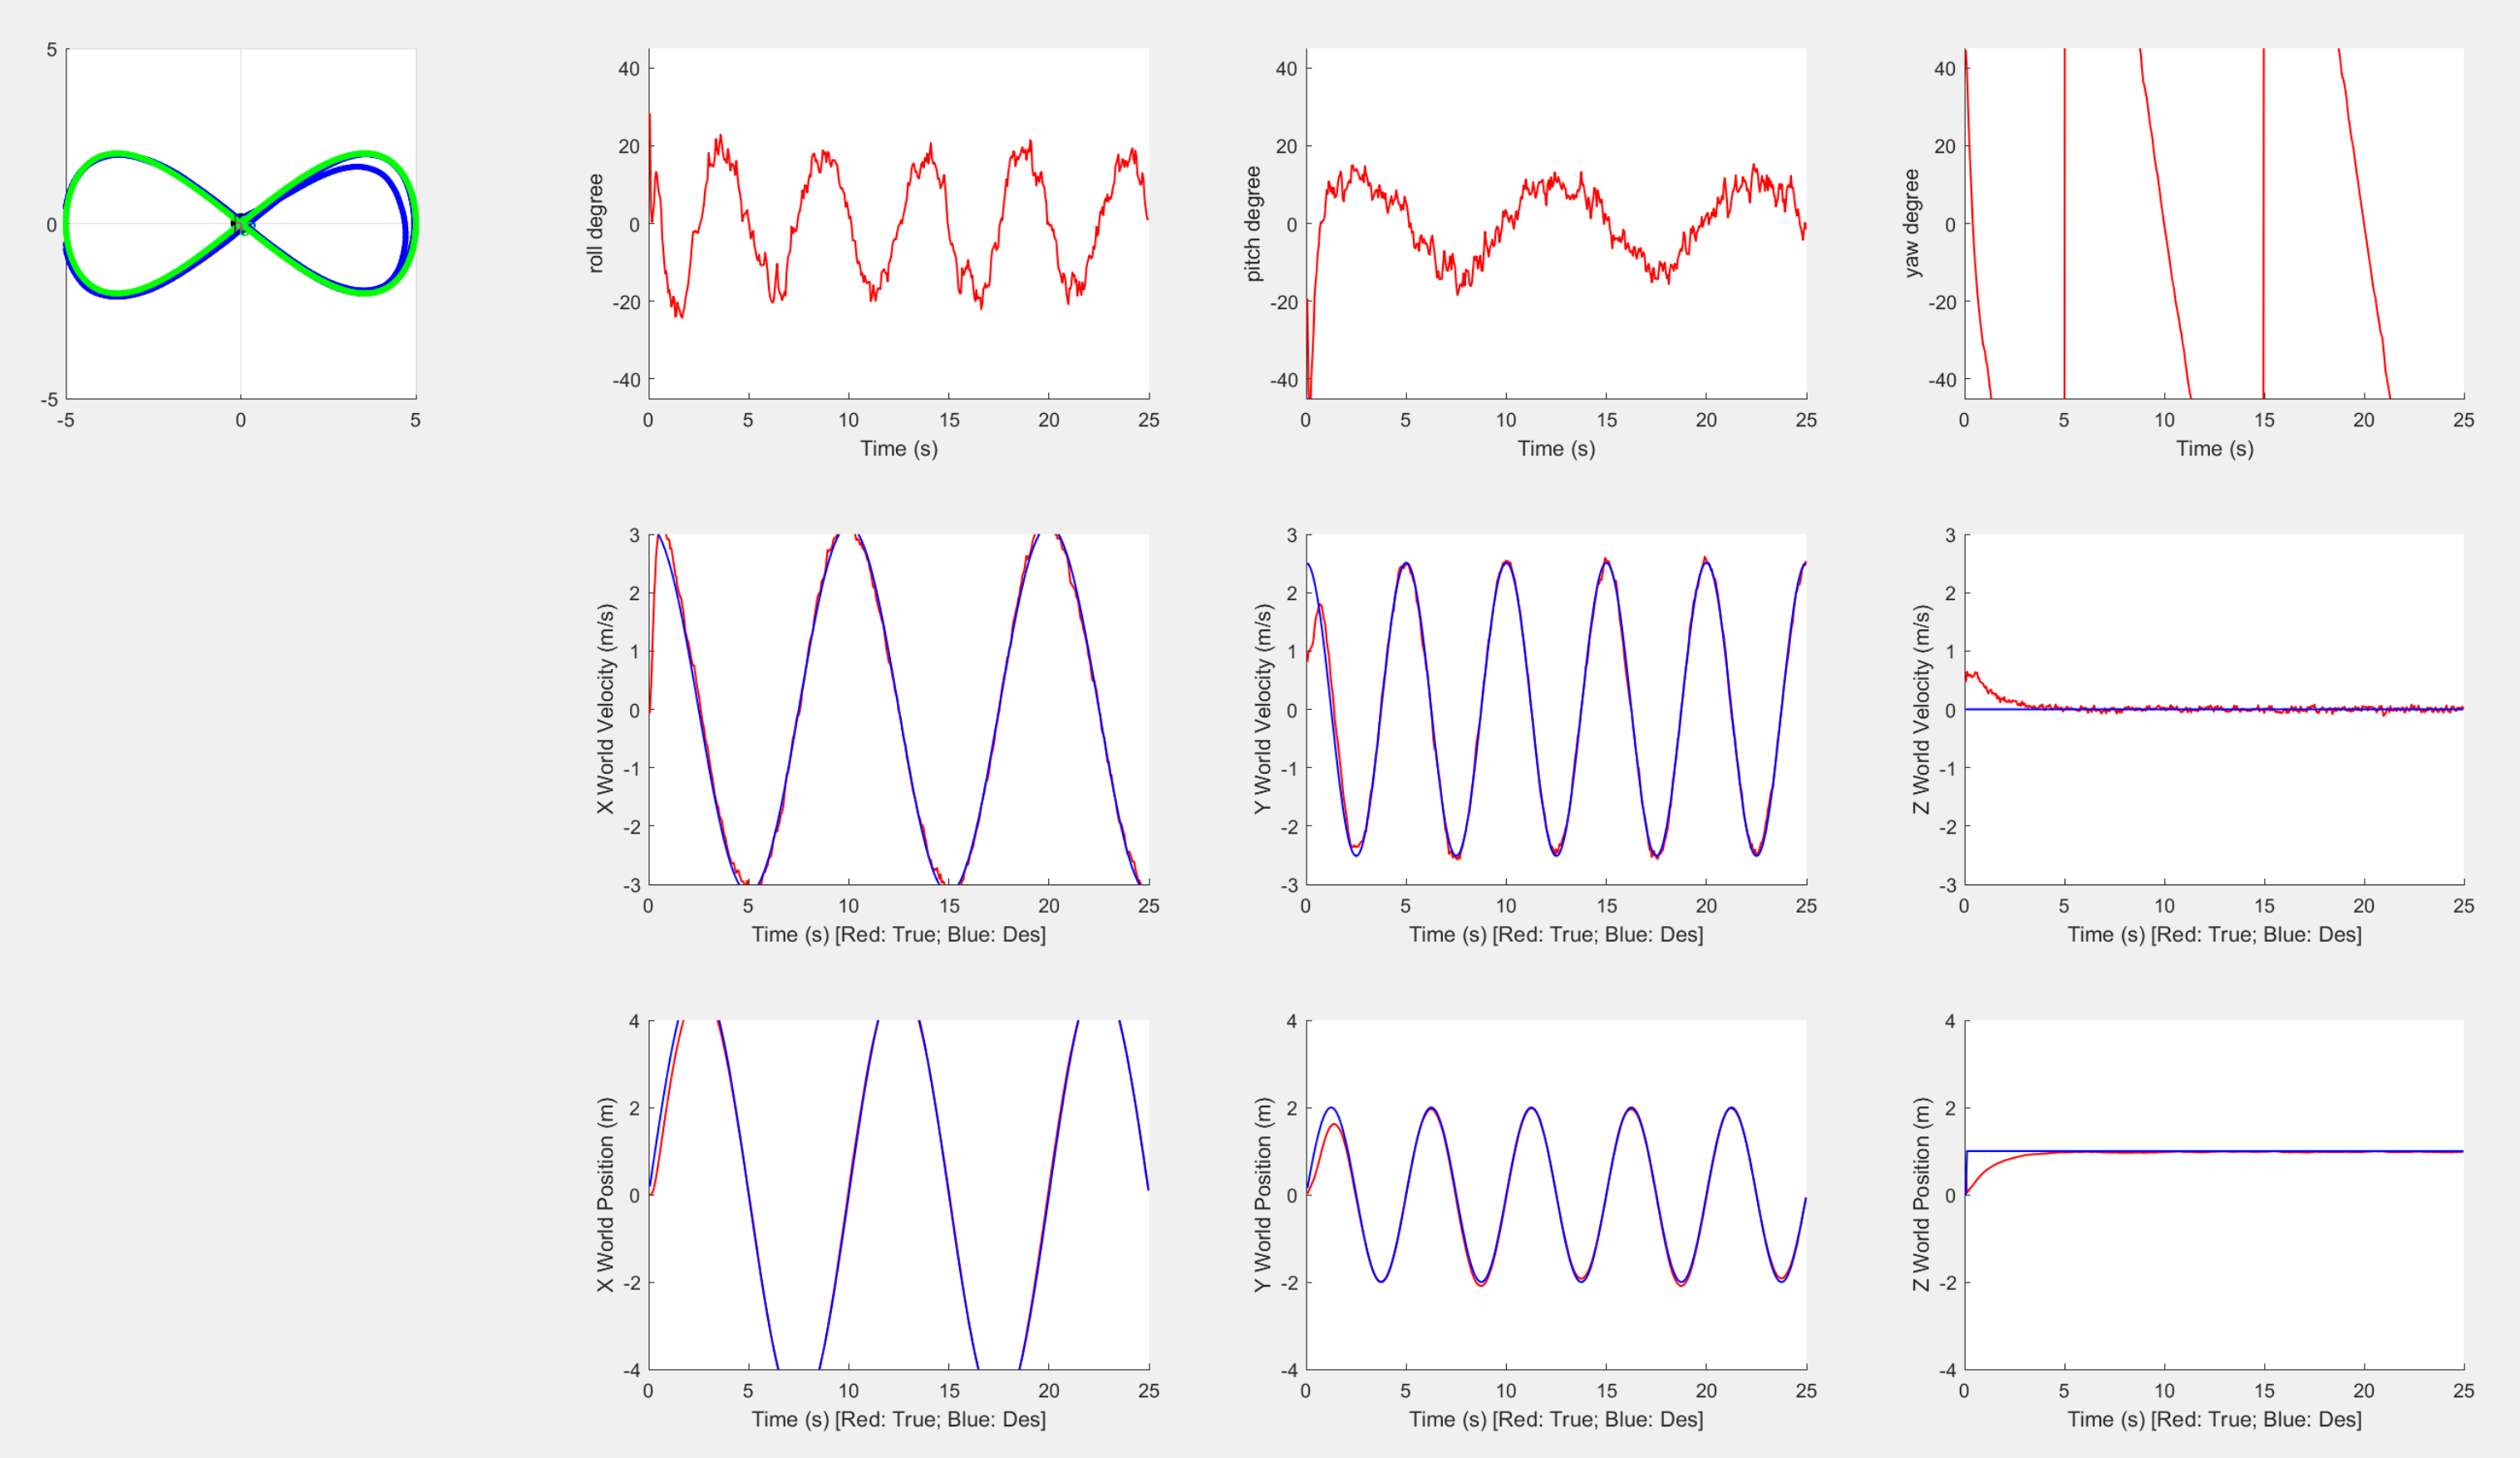 5
0
-5
-5 0 5
roll degree
40
20
0
-20
-40
0 5 10 15 20 25
Time (s)
pitch degree
40
20
0
-20
-40
0 5 10 15 20 25
Time (s)
yaw degree
40
20
0
-20
-40
0 5 10 15 20 25
Time (s)
X World Velocity (m/s)
3
2
1
0
-1
-2
-3
0 5 10 15 20 25
Time (s) [Red: True; Blue: Des]
Y World Velocity (m/s)
3
2
1
0
-1
-2
-3
0 5 10 15 20 25
Time (s) [Red: True; Blue: Des]
Z World Velocity (m/s)
3
2
1
0
-1
-2
-3
0 5 10 15 20 25
Time (s) [Red: True; Blue: Des]
X World Position (m)
4
2
0
-2
-4
0 5 10 15 20 25
Time (s) [Red: True; Blue: Des]
Y World Position (m)
4
2
0
-2
-4
0 5 10 15 20 25
Time (s) [Red: True; Blue: Des]
Z World Position (m)
4
2
0
-2
-4
0 5 10 15 20 25
Time (s) [Red: True; Blue: Des]